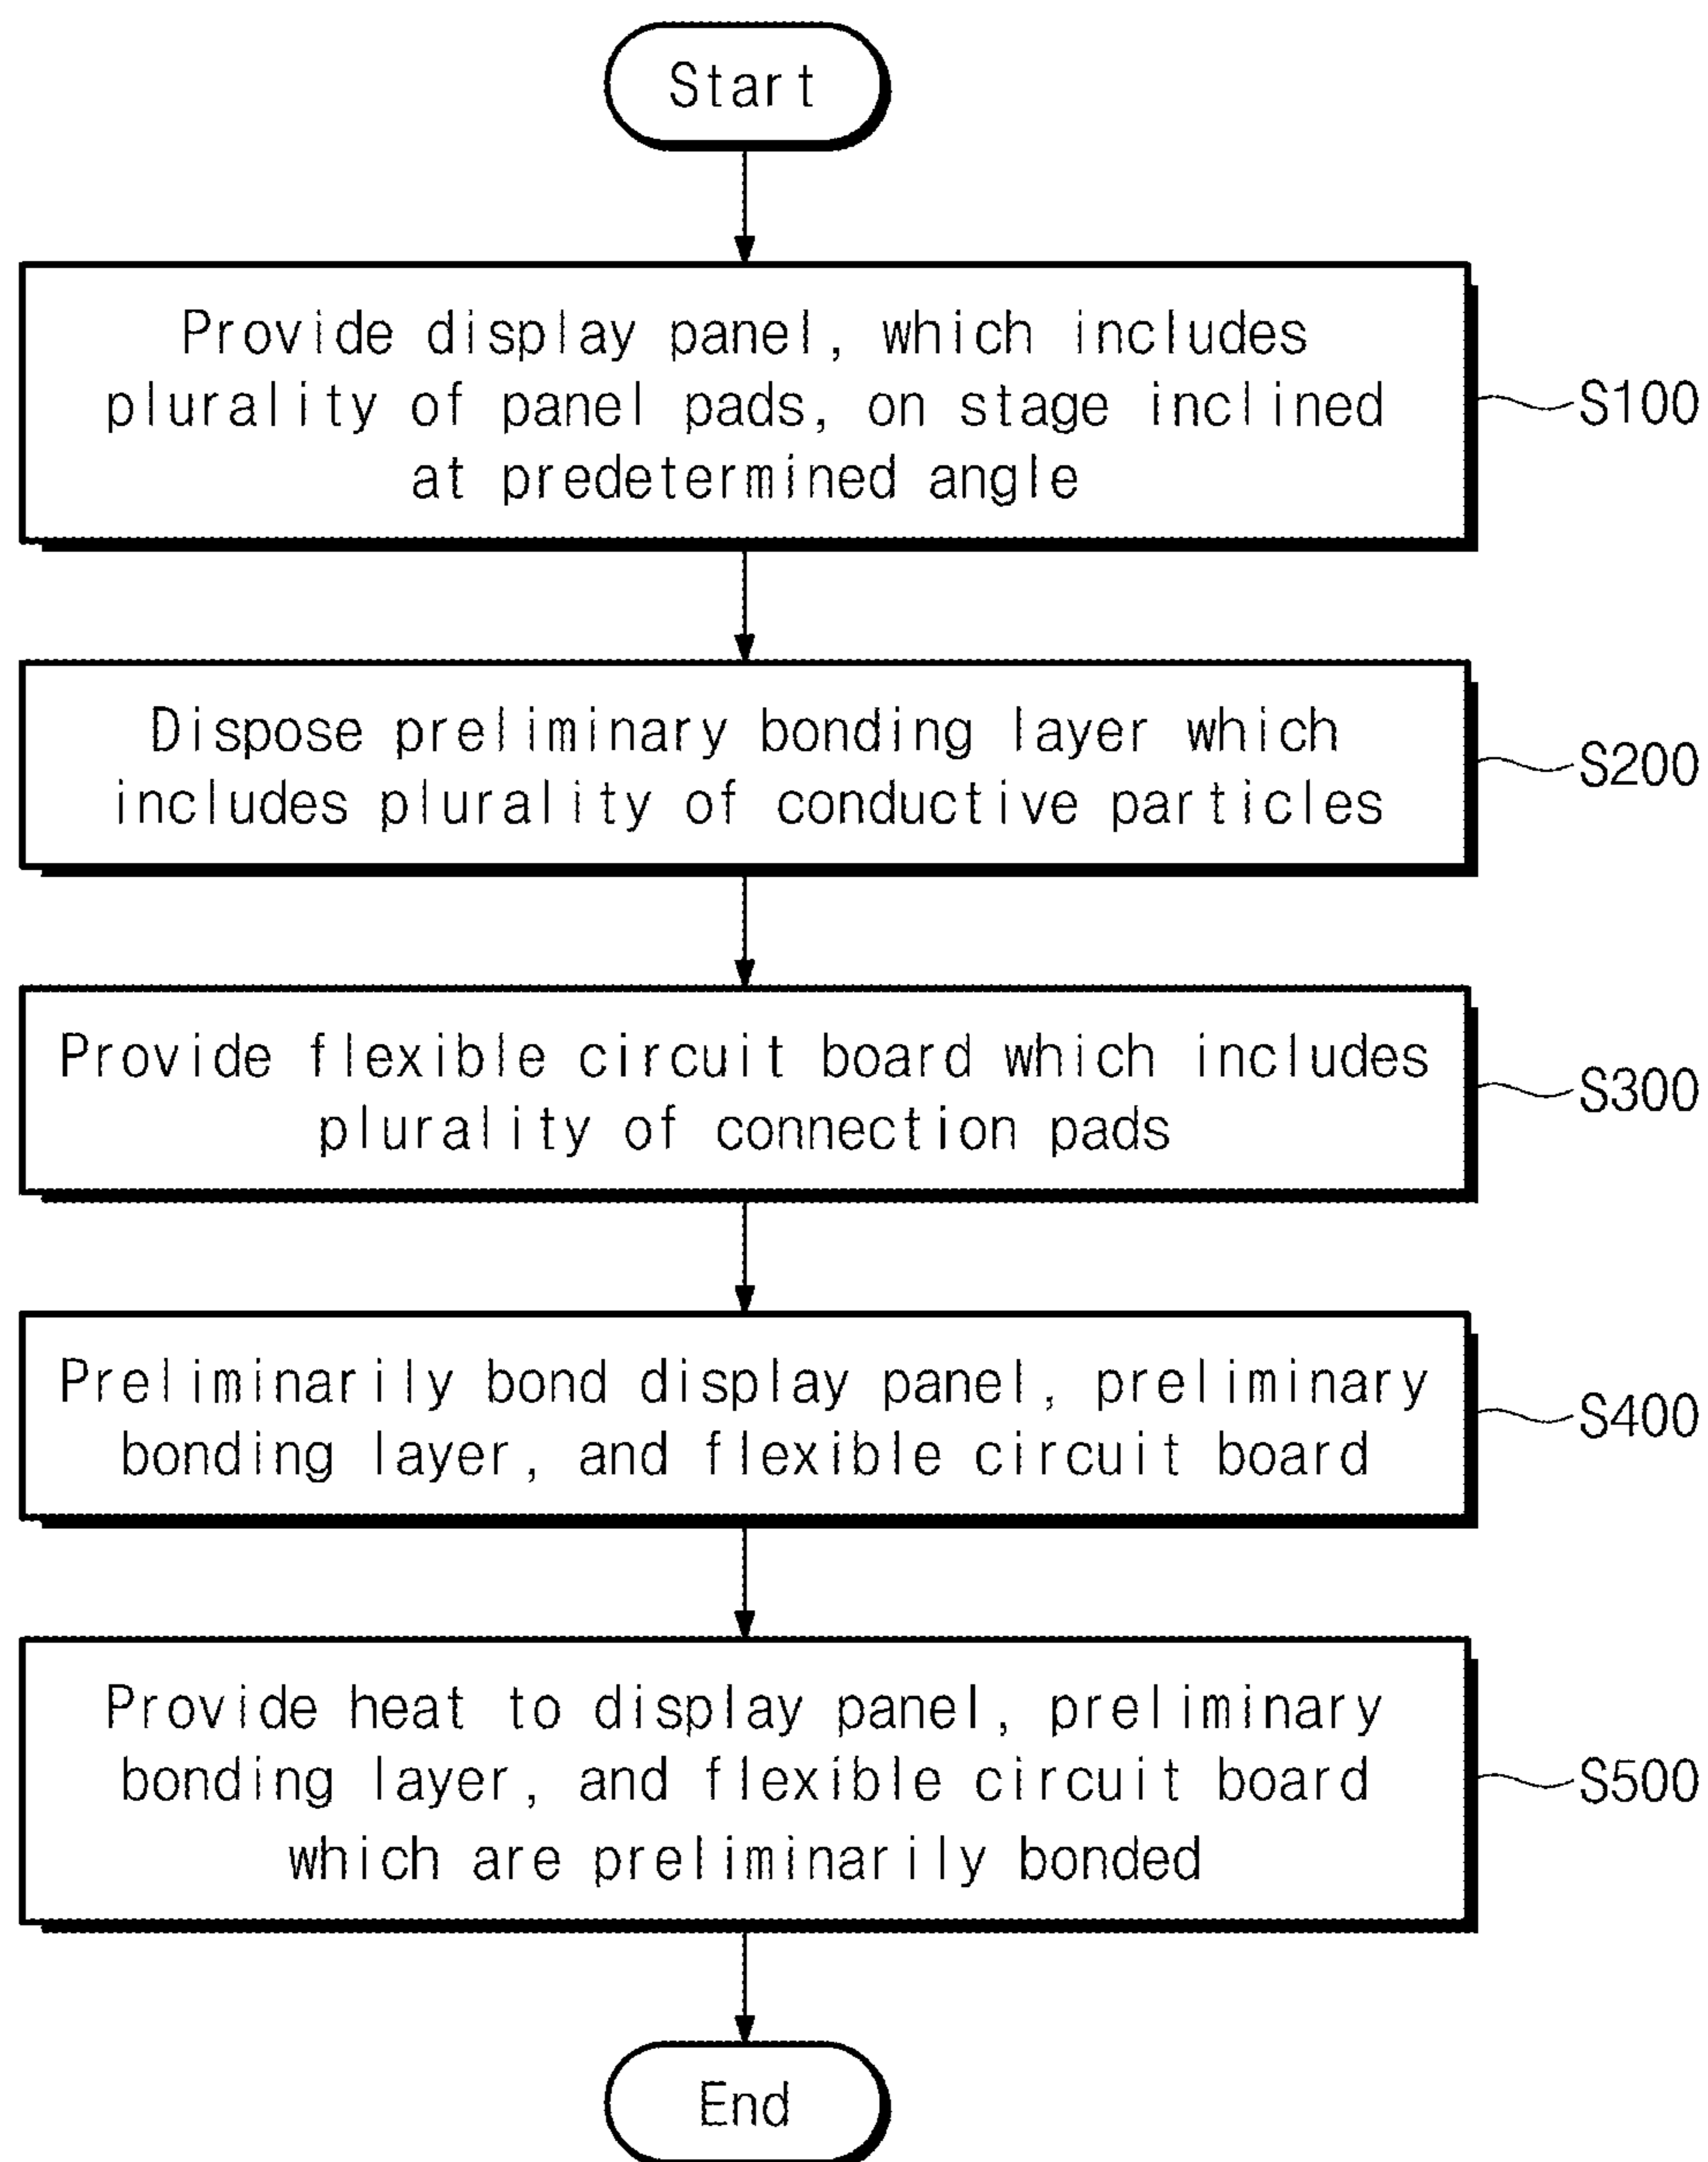 Start
Provide display panel, which includes
plurality of panel pads, on stage inclined
at predetermined angle
S100
Dispose preliminary bonding layer which
includes plurality of conductive particles
S200
Provide flexible circuit board which includes
plurality of connection pads
S300
Preliminarily bond display panel, preliminary
bonding layer, and flexible circuit board
S400
Provide heat to display panel, preliminary
bonding layer, and flexible circuit board
which are preliminarily bonded
S500
End